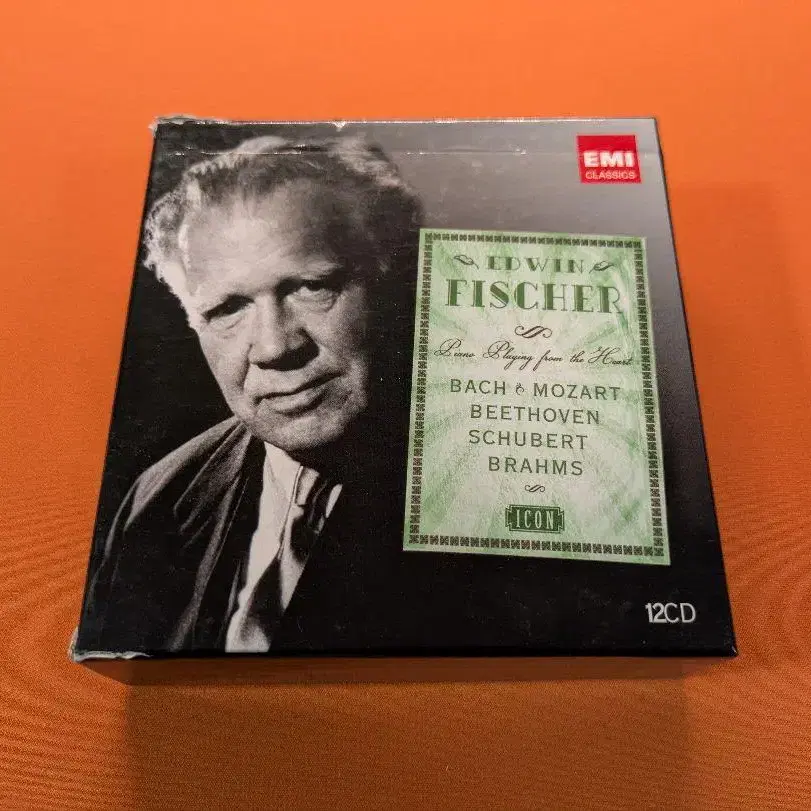 EMI
CLASSICS
EDWIN
FISCHER
Piano Playing from the Heart
BACH & MOZART
BEETHOVEN
SCHUBERT
BRAHMS
ICON
12CD